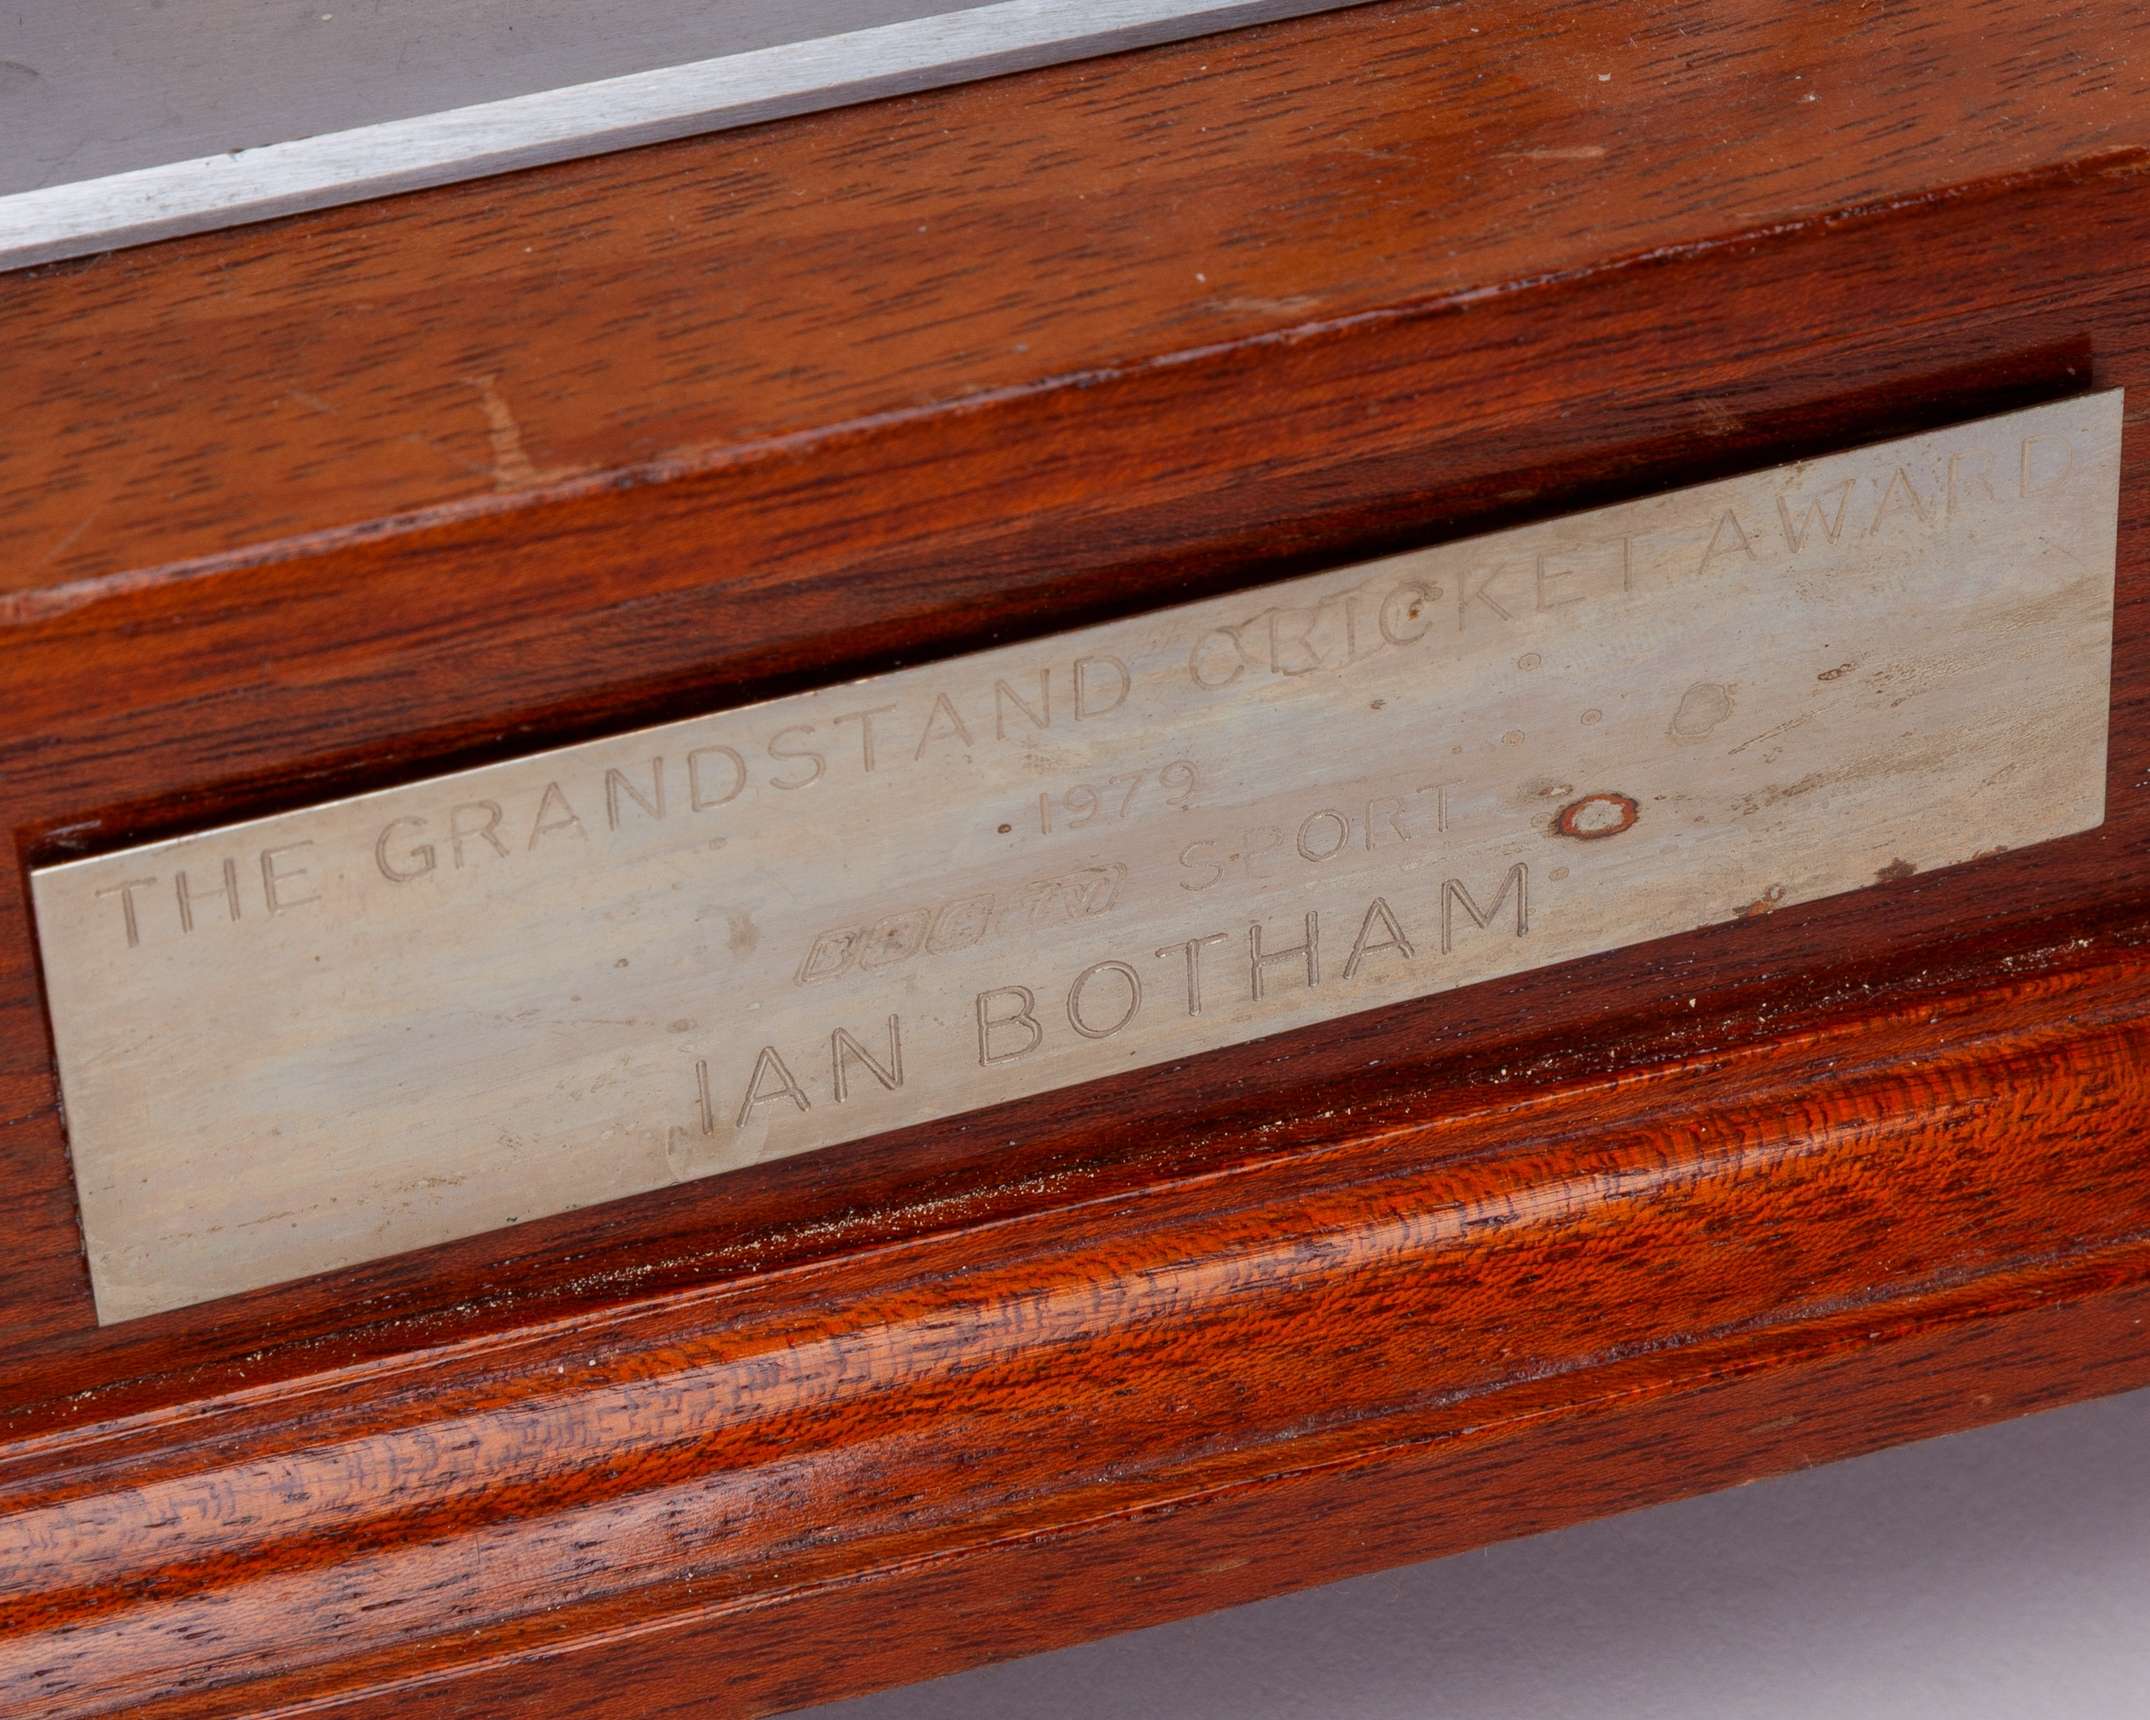 THE GRANDSTAND CRICKET AWARD
1979
BBC TV SPORT
IAN BOTHAM